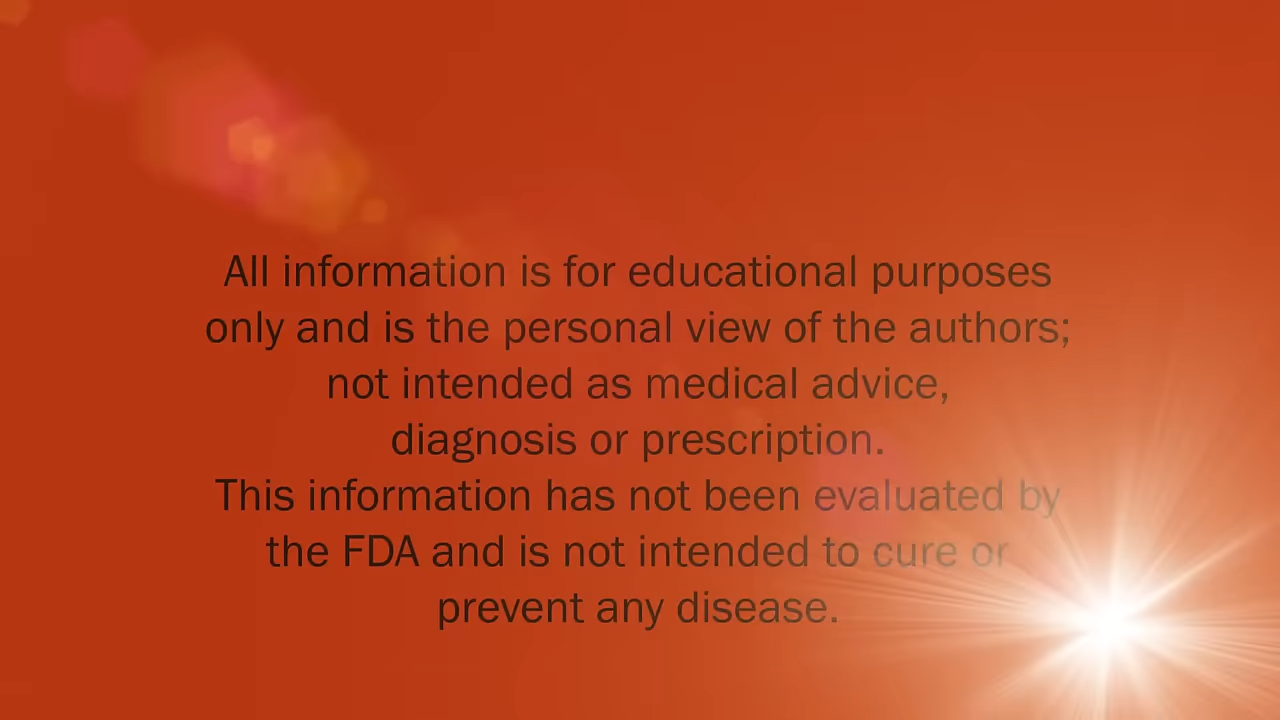 All information is for educational purposes
only and is the personal view of the authors;
not intended as medical advice,
diagnosis or prescription.
This information has not been evaluated by
the FDA and is not intended to cure or
prevent any disease.